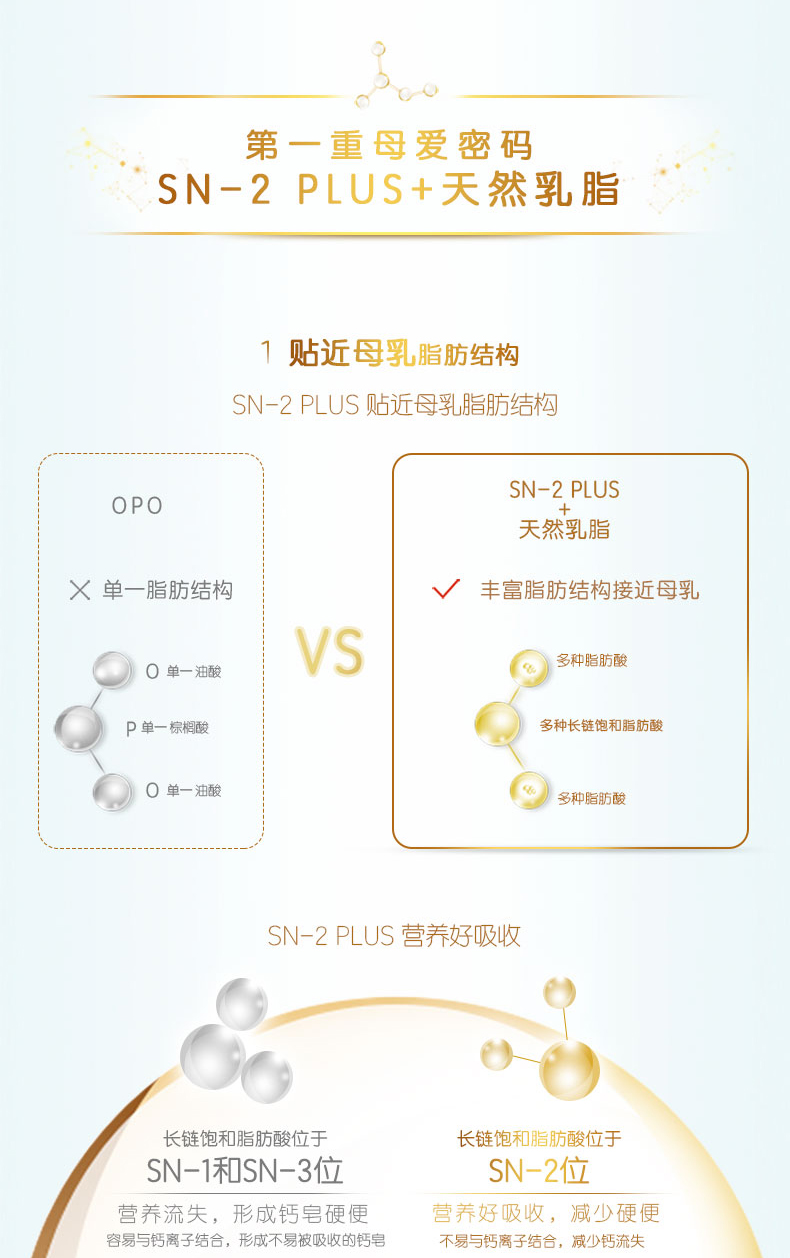 第一重母爱密码
SN-2 PLUS+天然乳脂
1 贴近母乳脂肪结构
SN-2 PLUS 贴近母乳脂肪结构
OPO
单一脂肪结构
O 单一油酸
P 单一棕榈酸
O 单一油酸
VS
SN-2 PLUS
+
天然乳脂
丰富脂肪结构接近母乳
多种脂肪酸
多种长链饱和脂肪酸
多种脂肪酸
SN-2 PLUS 营养好吸收
长链饱和脂肪酸位于
SN-1和SN-3位
营养流失，形成钙皂硬便
容易与钙离子结合，形成不易被吸收的钙皂
长链饱和脂肪酸位于
SN-2位
营养好吸收，减少硬便
不易与钙离子结合，减少钙流失